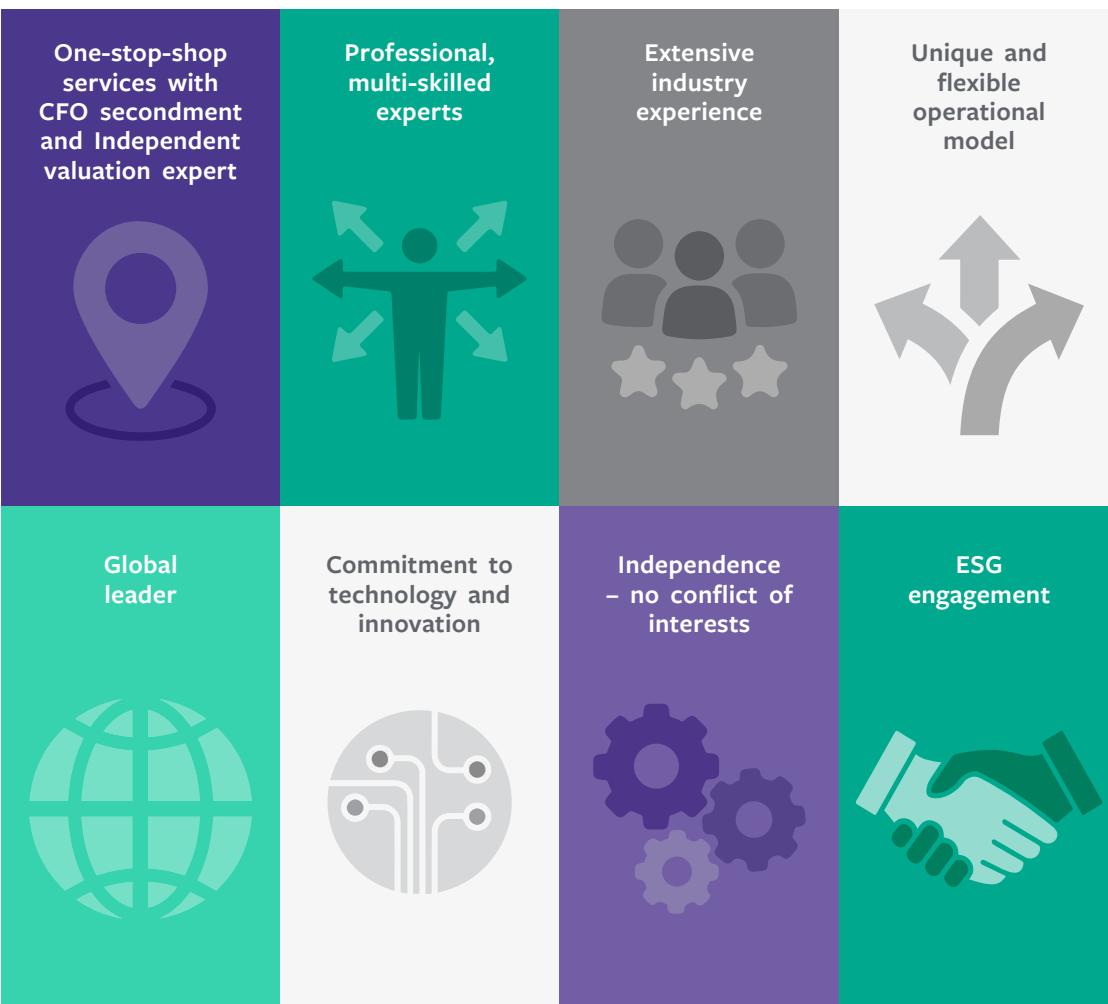 One-stop-shop
services with
CFO secondment
and Independent
valuation expert
Professional,
multi-skilled
experts
Extensive
industry
experience
Unique and
flexible
operational
model
Global
leader
Commitment to
technology and
innovation
Independence
– no conflict of
interests
ESG
engagement